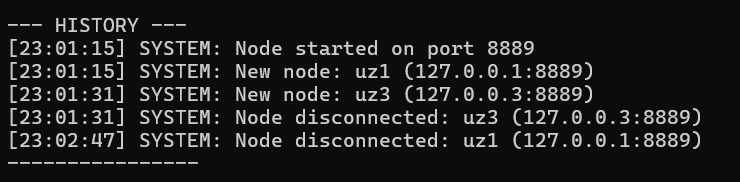 --- HISTORY ---
[23:01:15] SYSTEM: Node started on port 8889
[23:01:15] SYSTEM: New node: uz1 (127.0.0.1:8889)
[23:01:31] SYSTEM: New node: uz3 (127.0.0.3:8889)
[23:01:31] SYSTEM: Node disconnected: uz3 (127.0.0.3:8889)
[23:02:47] SYSTEM: Node disconnected: uz1 (127.0.0.1:8889)
----------------